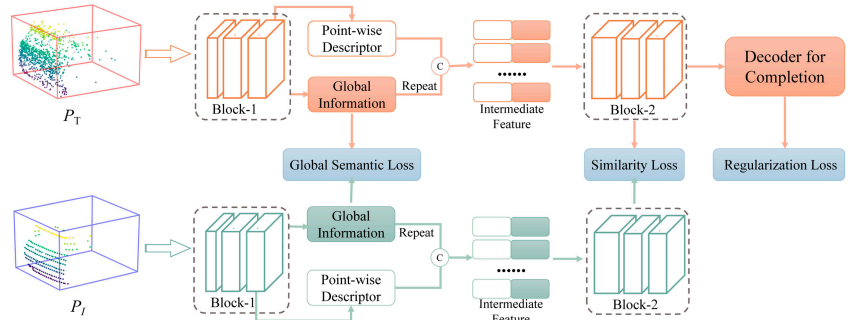 Point-wise
Descriptor
C
Global
Information
Repeat
Block-1
......
Intermediate
Feature
Block-2
Decoder for
Completion
P_T
Global Semantic Loss
Similarity Loss
Regularization Loss
Global
Information
Repeat
C
Block-1
Point-wise
Descriptor
......
Intermediate
Feature
Block-2
P_I